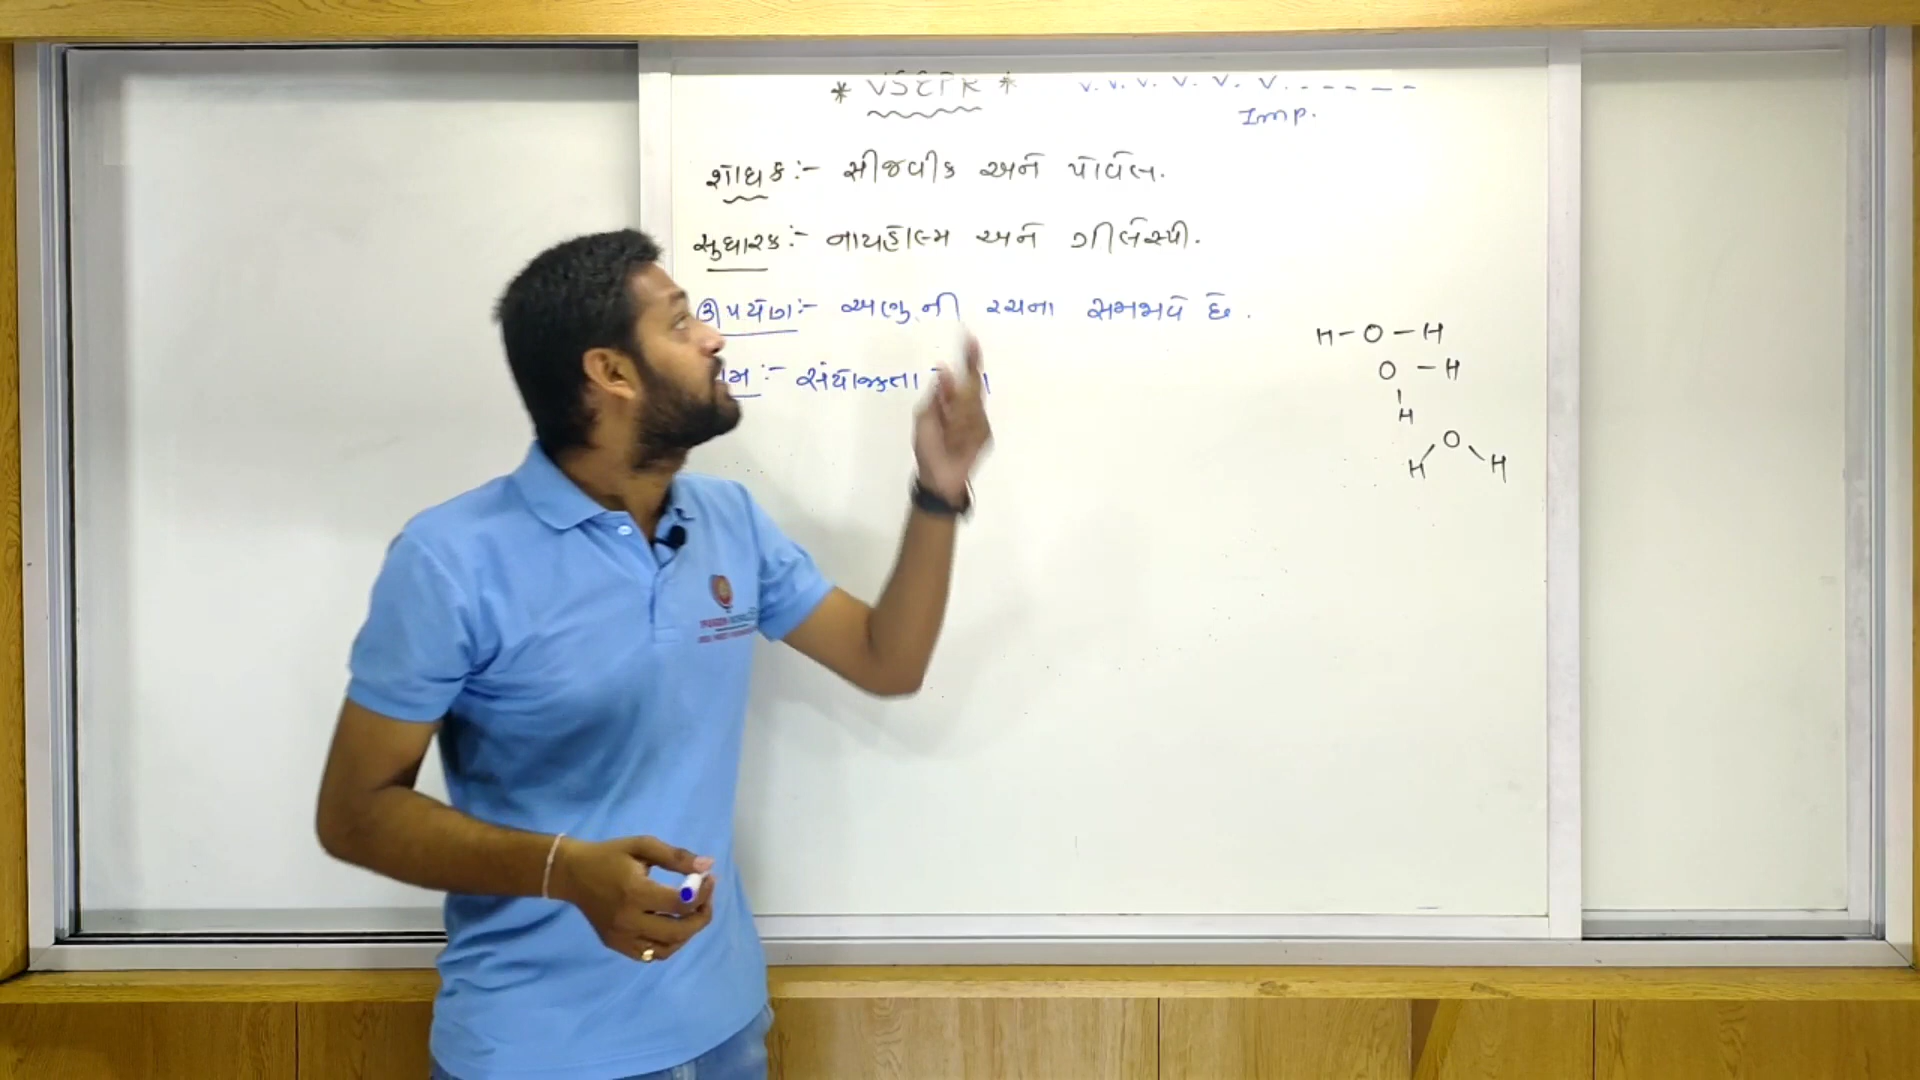 * VSEPR * v. v. v. v. v. v. - - - - - -
Imp.
શોધક :- સીજવીક અને પોવેલ.
સુધારક :- નાયહોલ્મ અને ગીલેસ્પી.
ઉપયોગ :- અણુની રચના સમજાવે છે.
:- સંયોજકતા
H - O - H
O - H
H
O
H H